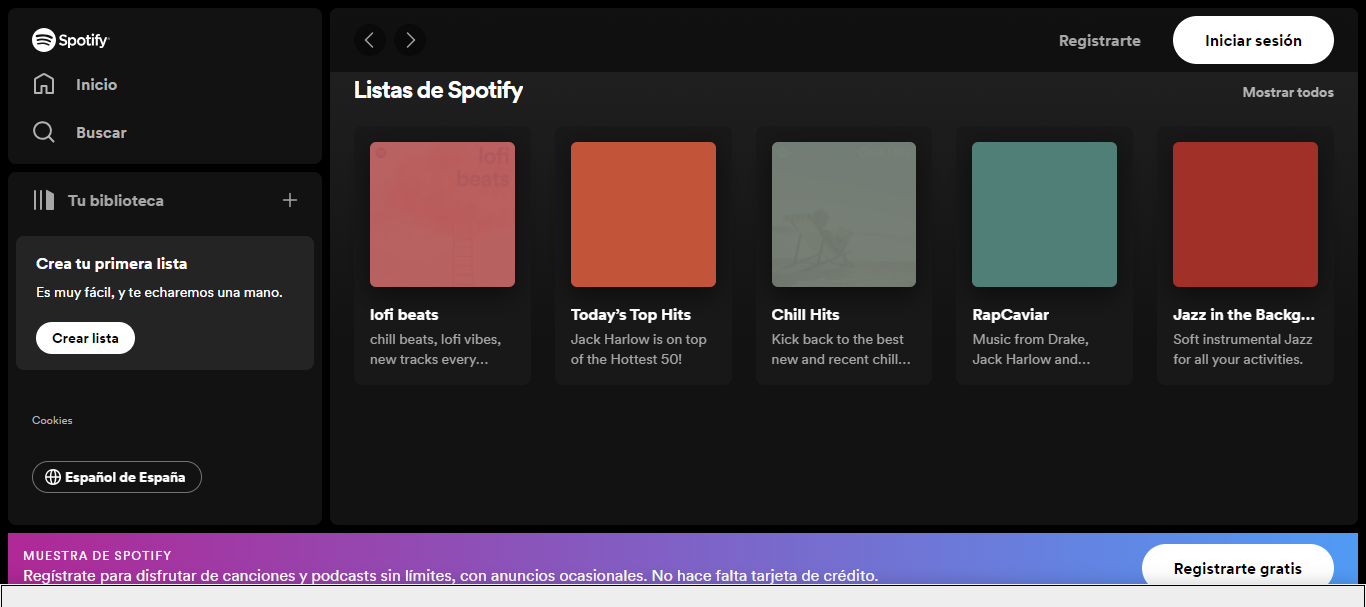 Spotify
Inicio
Buscar
Tu biblioteca
Crea tu primera lista
Es muy fácil, y te echaremos una mano.
Crear lista
Cookies
Español de España
Registrarte
Iniciar sesión
Listas de Spotify
Mostrar todos
lofi
beats
lofi beats
chill beats, lofi vibes,
new tracks every...
Today's Top Hits
Jack Harlow is on top
of the Hottest 50!
Chill Hits
Kick back to the best
new and recent chill...
RapCaviar
Music from Drake,
Jack Harlow and...
Jazz in the Backg...
Soft instrumental Jazz
for all your activities.
MUESTRA DE SPOTIFY
Regístrate para disfrutar de canciones y podcasts sin límites, con anuncios ocasionales. No hace falta tarjeta de crédito.
Registrarte gratis